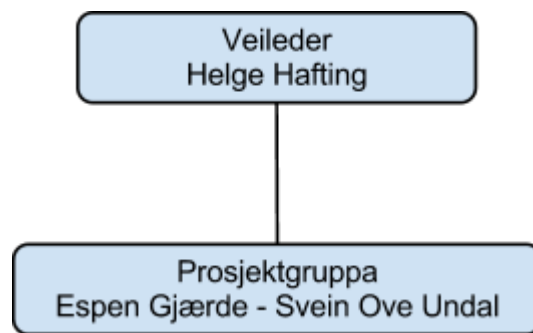 Veileder
Helge Hafting
Prosjektgruppa
Espen Gjærde - Svein Ove Undal